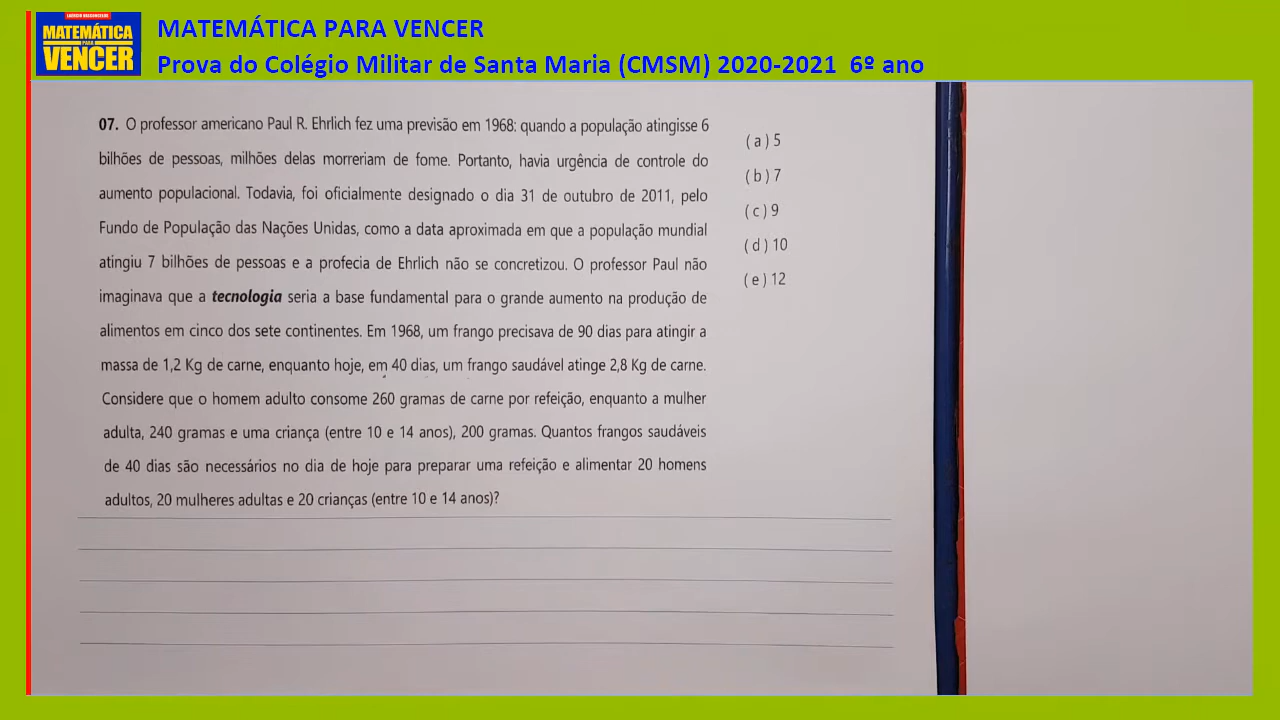 LAÉRCIO VASCONCELOS
MATEMÁTICA
PARA
VENCER
MATEMÁTICA PARA VENCER
Prova do Colégio Militar de Santa Maria (CMSM) 2020-2021 6º ano
07. O professor americano Paul R. Ehrlich fez uma previsão em 1968: quando a população atingisse 6
bilhões de pessoas, milhões delas morreriam de fome. Portanto, havia urgência de controle do
aumento populacional. Todavia, foi oficialmente designado o dia 31 de outubro de 2011, pelo
Fundo de População das Nações Unidas, como a data aproximada em que a população mundial
atingiu 7 bilhões de pessoas e a profecia de Ehrlich não se concretizou. O professor Paul não
imaginava que a tecnologia seria a base fundamental para o grande aumento na produção de
alimentos em cinco dos sete continentes. Em 1968, um frango precisava de 90 dias para atingir a
massa de 1,2 Kg de carne, enquanto hoje, em 40 dias, um frango saudável atinge 2,8 Kg de carne.
Considere que o homem adulto consome 260 gramas de carne por refeição, enquanto a mulher
adulta, 240 gramas e uma criança (entre 10 e 14 anos), 200 gramas. Quantos frangos saudáveis
de 40 dias são necessários no dia de hoje para preparar uma refeição e alimentar 20 homens
adultos, 20 mulheres adultas e 20 crianças (entre 10 e 14 anos)?
( a ) 5
( b ) 7
( c ) 9
( d ) 10
( e ) 12